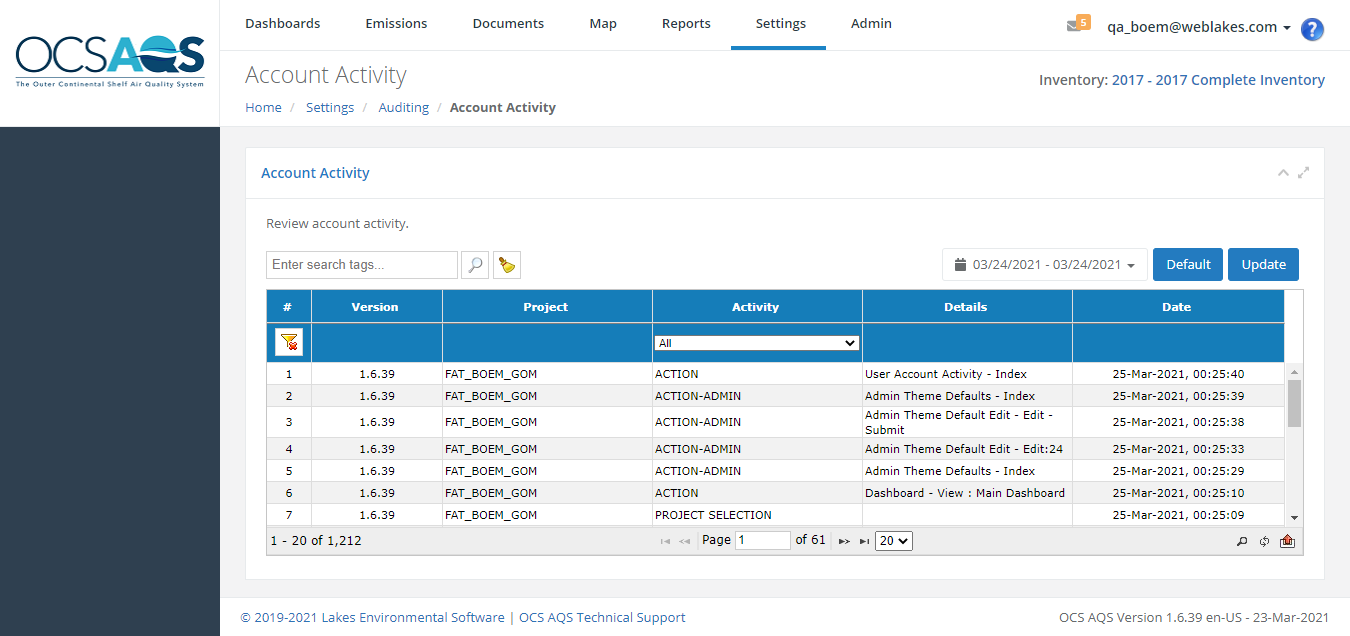 OCSAQS
The Outer Continental Shelf Air Quality System
Dashboards Emissions Documents Map Reports Settings Admin
5 qa_boem@weblakes.com ?
Account Activity
Inventory: 2017 - 2017 Complete Inventory
Home / Settings / Auditing / Account Activity
Account Activity
Review account activity.
Enter search tags...
03/24/2021 - 03/24/2021 Default Update
# Version Project Activity Details Date
All
1 1.6.39 FAT_BOEM_GOM ACTION User Account Activity - Index 25-Mar-2021, 00:25:40
2 1.6.39 FAT_BOEM_GOM ACTION-ADMIN Admin Theme Defaults - Index 25-Mar-2021, 00:25:39
3 1.6.39 FAT_BOEM_GOM ACTION-ADMIN Admin Theme Default Edit - Edit - 25-Mar-2021, 00:25:38
Submit
4 1.6.39 FAT_BOEM_GOM ACTION-ADMIN Admin Theme Default Edit - Edit:24 25-Mar-2021, 00:25:33
5 1.6.39 FAT_BOEM_GOM ACTION-ADMIN Admin Theme Defaults - Index 25-Mar-2021, 00:25:29
6 1.6.39 FAT_BOEM_GOM ACTION Dashboard - View : Main Dashboard 25-Mar-2021, 00:25:10
7 1.6.39 FAT_BOEM_GOM PROJECT SELECTION 25-Mar-2021, 00:25:09
1 - 20 of 1,212 Page 1 of 61 20
© 2019-2021 Lakes Environmental Software | OCS AQS Technical Support
OCS AQS Version 1.6.39 en-US - 23-Mar-2021